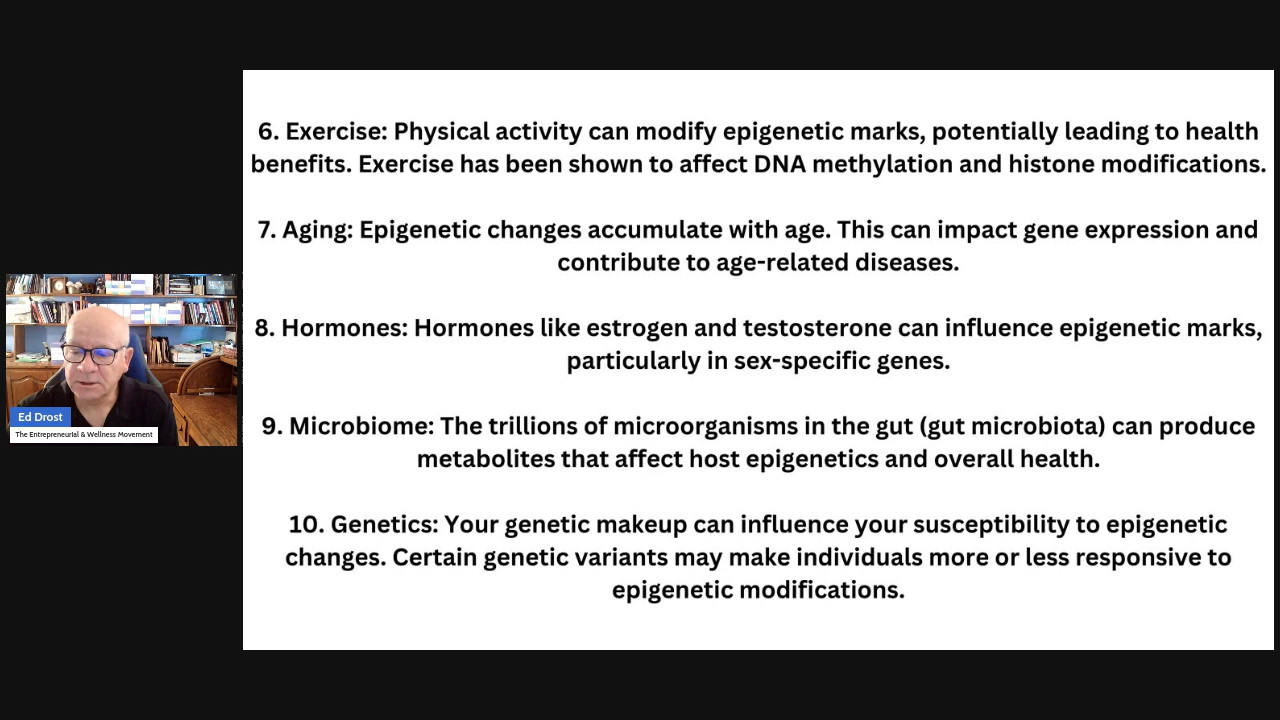 6. Exercise: Physical activity can modify epigenetic marks, potentially leading to health
benefits. Exercise has been shown to affect DNA methylation and histone modifications.
7. Aging: Epigenetic changes accumulate with age. This can impact gene expression and
contribute to age-related diseases.
8. Hormones: Hormones like estrogen and testosterone can influence epigenetic marks,
particularly in sex-specific genes.
9. Microbiome: The trillions of microorganisms in the gut (gut microbiota) can produce
metabolites that affect host epigenetics and overall health.
10. Genetics: Your genetic makeup can influence your susceptibility to epigenetic
changes. Certain genetic variants may make individuals more or less responsive to
epigenetic modifications.
Ed Drost
The Entrepreneurial & Wellness Movement